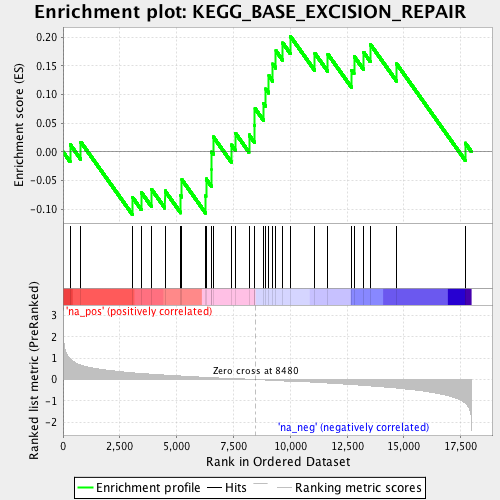 Enrichment plot: KEGG_BASE_EXCISION_REPAIR
Enrichment score (ES)
0.20
0.15
0.10
0.05
0.00
-0.05
-0.10
'na_pos' (positively correlated)
Ranked list metric (PreRanked)
3
2
1
0
-1
-2
Zero cross at 8480
'na_neg' (negatively correlated)
0
2,500
5,000
7,500
10,000
12,500
15,000
17,500
Rank in Ordered Dataset
Enrichment profile
Hits
Ranking metric scores